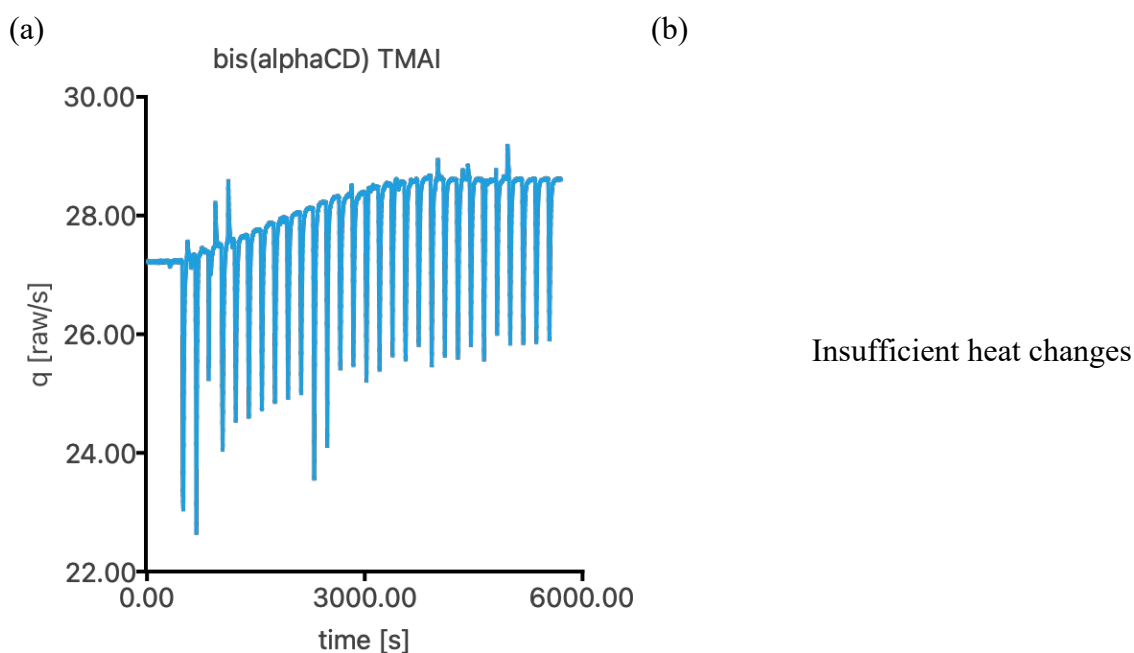 (a)
(b)
bis(alphaCD) TMAI
30.00
28.00
26.00
24.00
22.00
q [raw/s]
0.00 3000.00 6000.00
time [s]
Insufficient heat changes